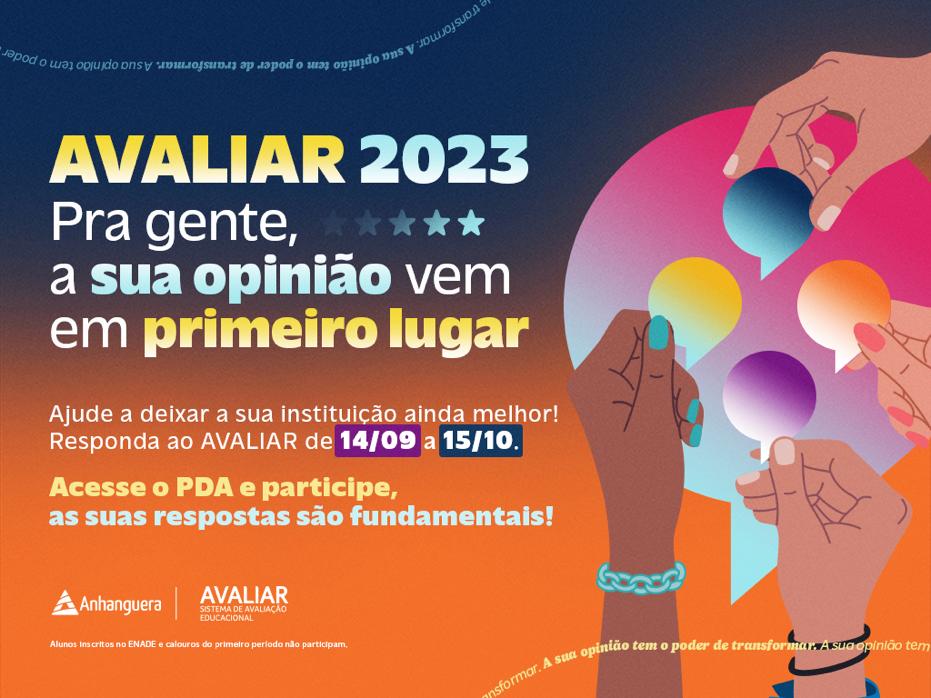 de transformar. A sua opinião tem o poder de transformar. A sua opinião tem o poder
AVALIAR 2023
Pra gente,
a sua opinião vem
em primeiro lugar
Ajude a deixar a sua instituição ainda melhor!
Responda ao AVALIAR de 14/09 a 15/10.
Acesse o PDA e participe,
as suas respostas são fundamentais!
Anhanguera
AVALIAR
SISTEMA DE AVALIAÇÃO
EDUCACIONAL
Alunos inscritos no ENADE e calouros do primeiro período não participam.
ransformar. A sua opinião tem o poder de transformar. A sua opinião tem